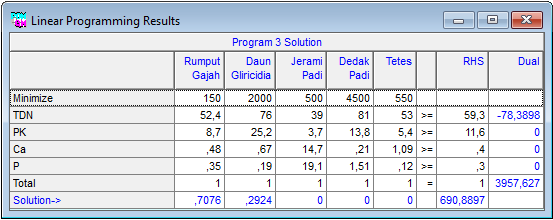 Linear Programming Results
Program 3 Solution
Rumput Gajah Daun Gliricidia Jerami Padi Dedak Padi Tetes RHS Dual
Minimize 150 2000 500 4500 550
TDN 52,4 76 39 81 53 >= 59,3 -78,3898
PK 8,7 25,2 3,7 13,8 5,4 >= 11,6 0
Ca ,48 ,67 14,7 ,21 1,09 >= ,4 0
P ,35 ,19 19,1 1,51 ,12 >= ,3 0
Total 1 1 1 1 1 = 1 3957,627
Solution-> ,7076 ,2924 0 0 0 690,8897